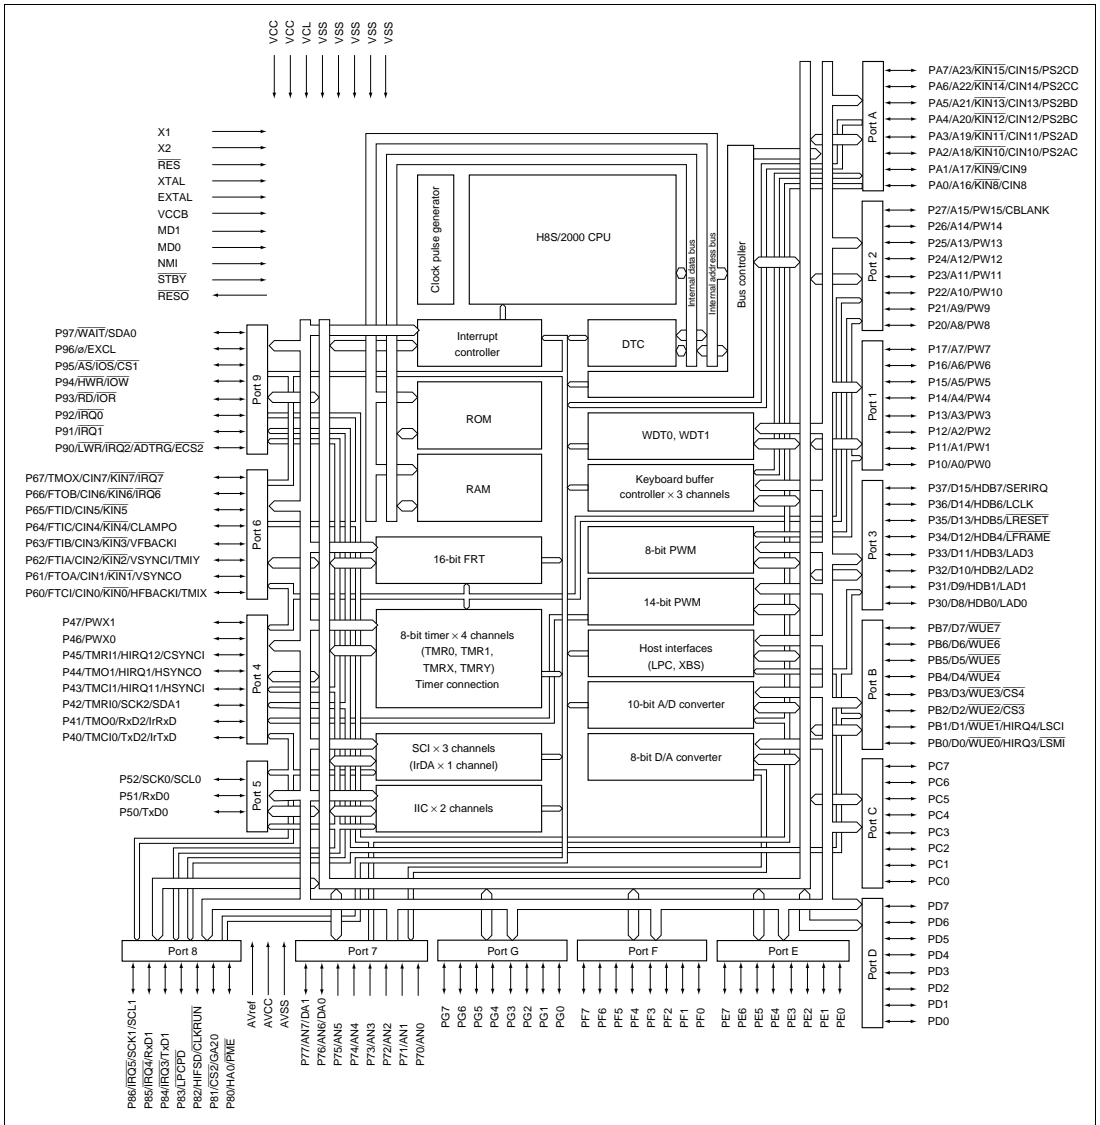 VCC
VCC
VCL
VSS
VSS
VSS
VSS
VSS
X1
X2
RES
XTAL
EXTAL
VCCB
MD1
MD0
NMI
STBY
RESO
Clock pulse generator
H8S/2000 CPU
Internal data bus
Internal address bus
Bus controller
Interrupt
controller
DTC
ROM
RAM
WDT0, WDT1
Keyboard buffer
controller × 3 channels
16-bit FRT
8-bit PWM
14-bit PWM
8-bit timer × 4 channels
(TMR0, TMR1,
TMRX, TMRY)
Timer connection
Host interfaces
(LPC, XBS)
10-bit A/D converter
SCI × 3 channels
(IrDA × 1 channel)
8-bit D/A converter
IIC × 2 channels
P97/WAIT/SDA0
P96/ø/EXCL
P95/AS/IOS/CS1
P94/HWR/IOW
P93/RD/IOR
P92/IRQ0
P91/IRQ1
P90/LWR/IRQ2/ADTRG/ECS2
Port 9
P67/TMOX/CIN7/KIN7/IRQ7
P66/FTOB/CIN6/KIN6/IRQ6
P65/FTID/CIN5/KIN5
P64/FTIC/CIN4/KIN4/CLAMPO
P63/FTIB/CIN3/KIN3/VFBACKI
P62/FTIA/CIN2/KIN2/VSYNCI/TMIY
P61/FTOA/CIN1/KIN1/VSYNCO
P60/FTCI/CIN0/KIN0/HFBACKI/TMIX
Port 6
P47/PWX1
P46/PWX0
P45/TMRI1/HIRQ12/CSYNCI
P44/TMO1/HIRQ1/HSYNCO
P43/TMCI1/HIRQ11/HSYNCI
P42/TMRI0/SCK2/SDA1
P41/TMO0/RxD2/IrRxD
P40/TMCI0/TxD2/IrTxD
Port 4
P52/SCK0/SCL0
P51/RxD0
P50/TxD0
Port 5
Port A
PA7/A23/KIN15/CIN15/PS2CD
PA6/A22/KIN14/CIN14/PS2CC
PA5/A21/KIN13/CIN13/PS2BD
PA4/A20/KIN12/CIN12/PS2BC
PA3/A19/KIN11/CIN11/PS2AD
PA2/A18/KIN10/CIN10/PS2AC
PA1/A17/KIN9/CIN9
PA0/A16/KIN8/CIN8
Port 2
P27/A15/PW15/CBLANK
P26/A14/PW14
P25/A13/PW13
P24/A12/PW12
P23/A11/PW11
P22/A10/PW10
P21/A9/PW9
P20/A8/PW8
Port 1
P17/A7/PW7
P16/A6/PW6
P15/A5/PW5
P14/A4/PW4
P13/A3/PW3
P12/A2/PW2
P11/A1/PW1
P10/A0/PW0
Port 3
P37/D15/HDB7/SERIRQ
P36/D14/HDB6/LCLK
P35/D13/HDB5/LRESET
P34/D12/HDB4/LFRAME
P33/D11/HDB3/LAD3
P32/D10/HDB2/LAD2
P31/D9/HDB1/LAD1
P30/D8/HDB0/LAD0
Port B
PB7/D7/WUE7
PB6/D6/WUE6
PB5/D5/WUE5
PB4/D4/WUE4
PB3/D3/WUE3/CS4
PB2/D2/WUE2/CS3
PB1/D1/WUE1/HIRQ4/LSCI
PB0/D0/WUE0/HIRQ3/LSMI
Port C
PC7
PC6
PC5
PC4
PC3
PC2
PC1
PC0
Port D
PD7
PD6
PD5
PD4
PD3
PD2
PD1
PD0
Port 8
P86/IRQ5/SCK1/SCL1
P85/IRQ4/RxD1
P84/IRQ3/TxD1
P83/LPCPD
P82/HIFSD/CLKRUN
P81/CS2/GA20
P80/HA0/PME
AVref
AVCC
AVSS
Port 7
P77/AN7/DA1
P76/AN6/DA0
P75/AN5
P74/AN4
P73/AN3
P72/AN2
P71/AN1
P70/AN0
Port G
PG7
PG6
PG5
PG4
PG3
PG2
PG1
PG0
Port F
PF7
PF6
PF5
PF4
PF3
PF2
PF1
PF0
Port E
PE7
PE6
PE5
PE4
PE3
PE2
PE1
PE0